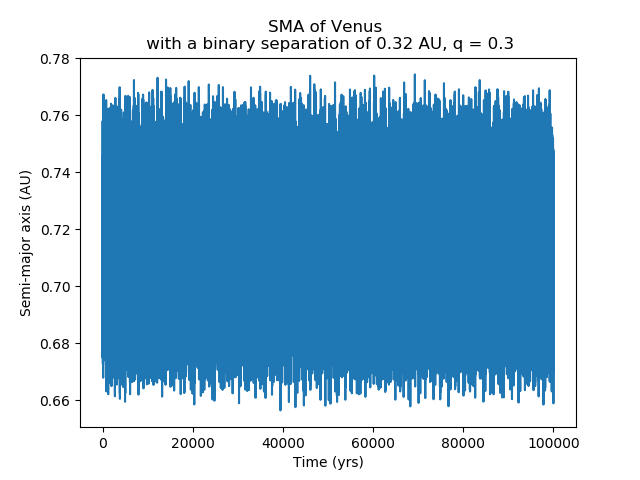 SMA of Venus
with a binary separation of 0.32 AU, q = 0.3
0.78
0.76
0.74
0.72
0.70
0.68
0.66
Semi-major axis (AU)
0 20000 40000 60000 80000 100000
Time (yrs)